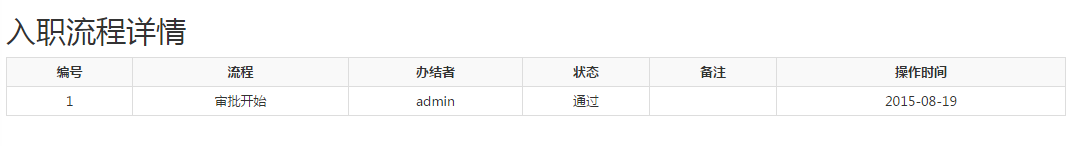 入职流程详情
编号 流程 办结者 状态 备注 操作时间
1 审批开始 admin 通过 2015-08-19